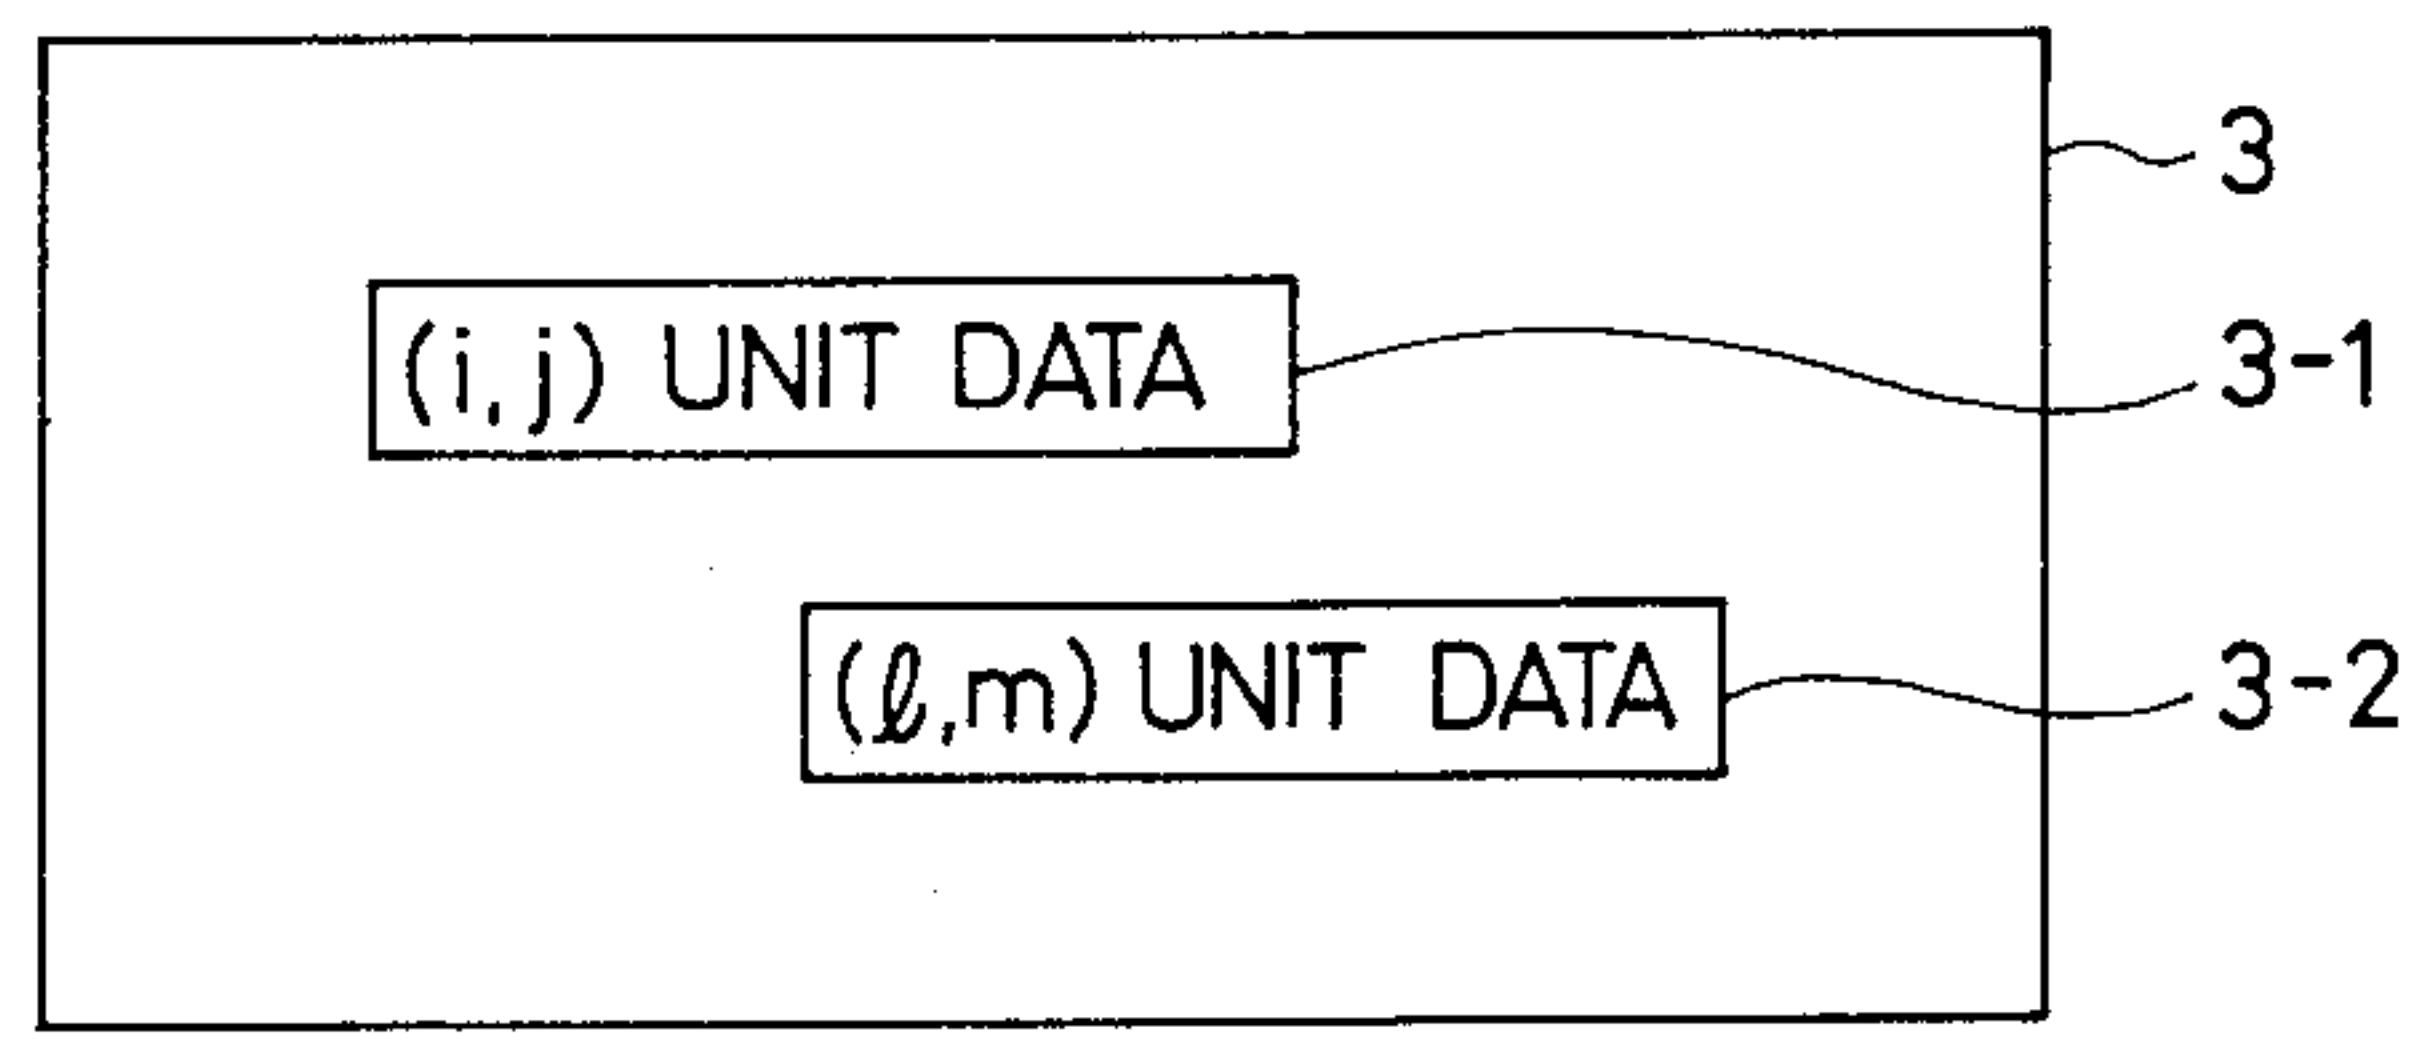 3
(i, j) UNIT DATA
3-1
(ℓ, m) UNIT DATA
3-2